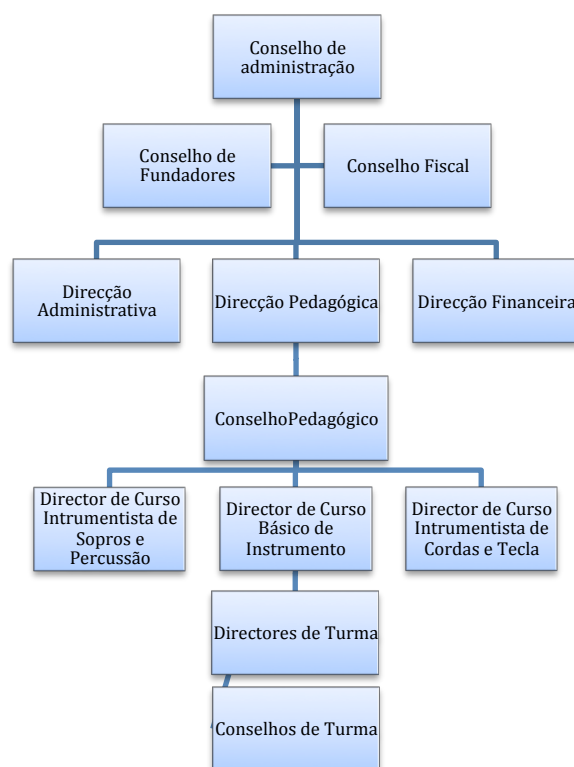 Conselho de
administração
Conselho de
Fundadores
Conselho Fiscal
Direcção
Administrativa
Direcção Pedagógica
Direcção Financeira
ConselhoPedagógico
Director de Curso
Intrumentista de
Sopros e
Percussão
Director de Curso
Básico de
Instrumento
Director de Curso
Intrumentista de
Cordas e Tecla
Directores de Turma
Conselhos de Turma